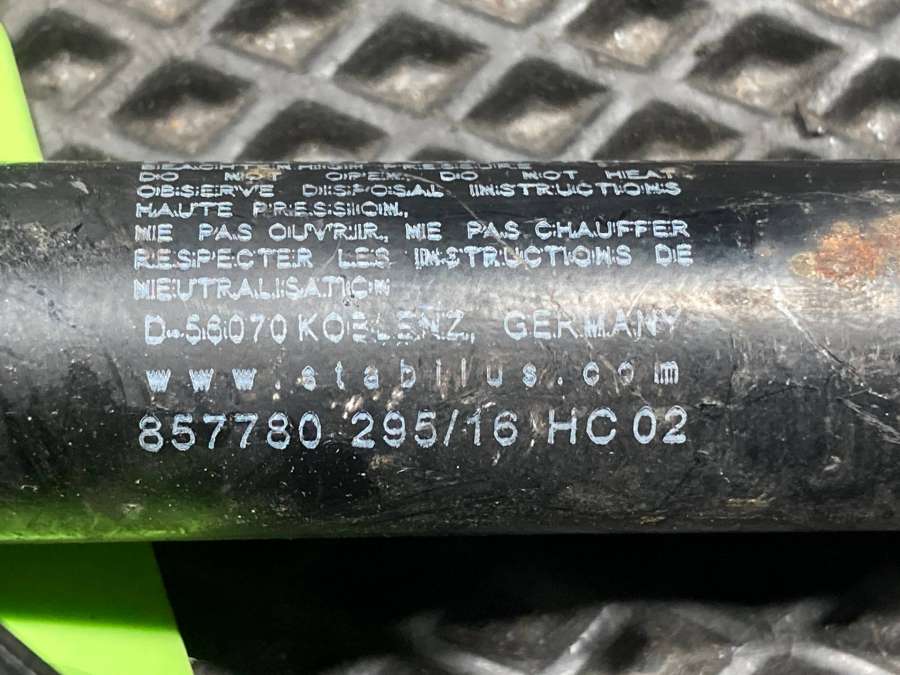 BEACHTEN HIGH PRESSURE
DO NOT OPEN, DO NOT HEAT
OBSERVE DISPOSAL INSTRUCTIONS
HAUTE PRESSION,
NE PAS OUVRIR, NE PAS CHAUFFER
RESPECTER LES INSTRUCTIONS DE
NEUTRALISATION
D-56070 KOBLENZ, GERMANY
www.stabilus.com
857780 295/16 HC 02